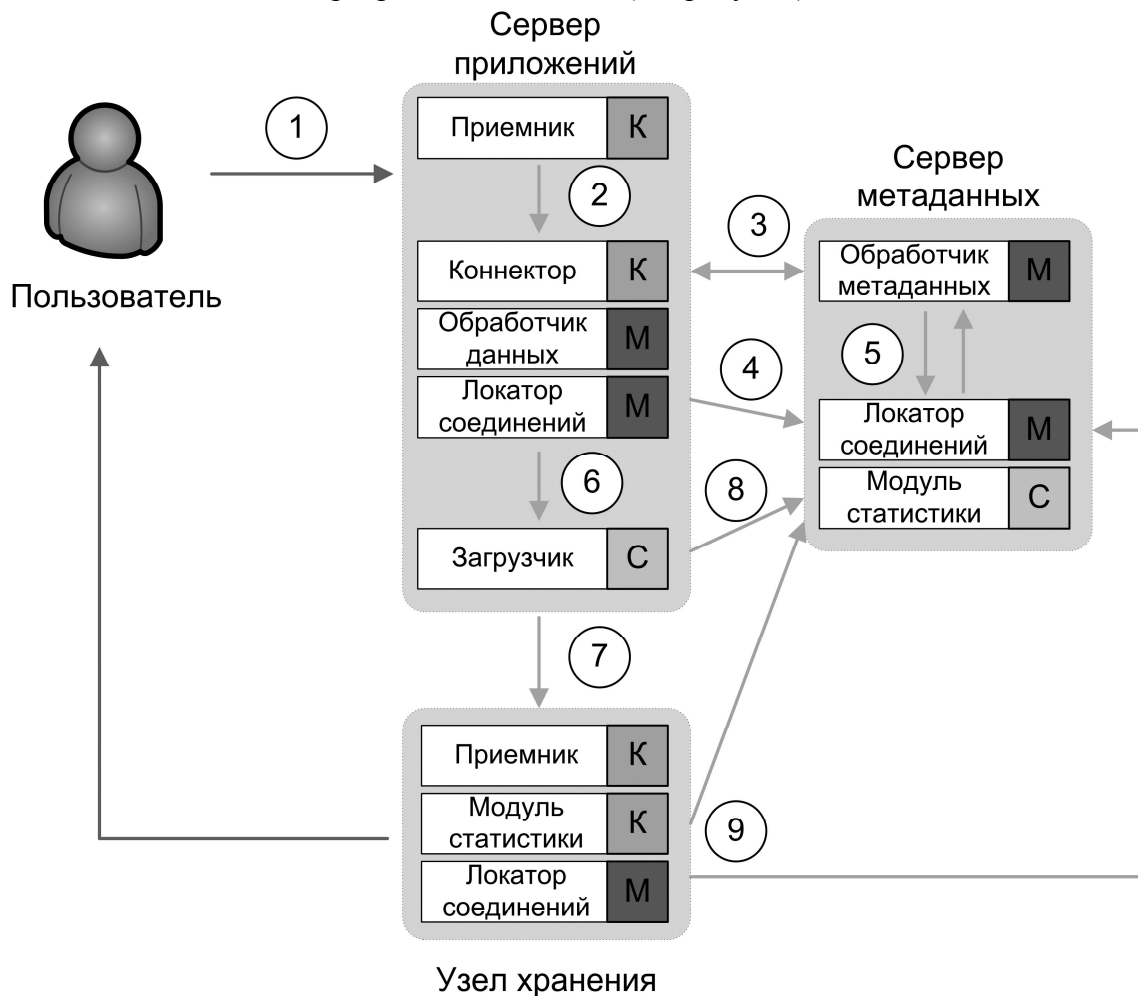 Сервер
приложений
Приемник К
1
2
Сервер
метаданных
3
Коннектор К
Обработчик
метаданных М
Пользователь
Обработчик
данных М
4
5
Локатор
соединений М
Локатор
соединений М
6
8
Модуль
статистики С
Загрузчик С
7
Приемник К
Модуль
статистики К
9
Локатор
соединений М
Узел хранения